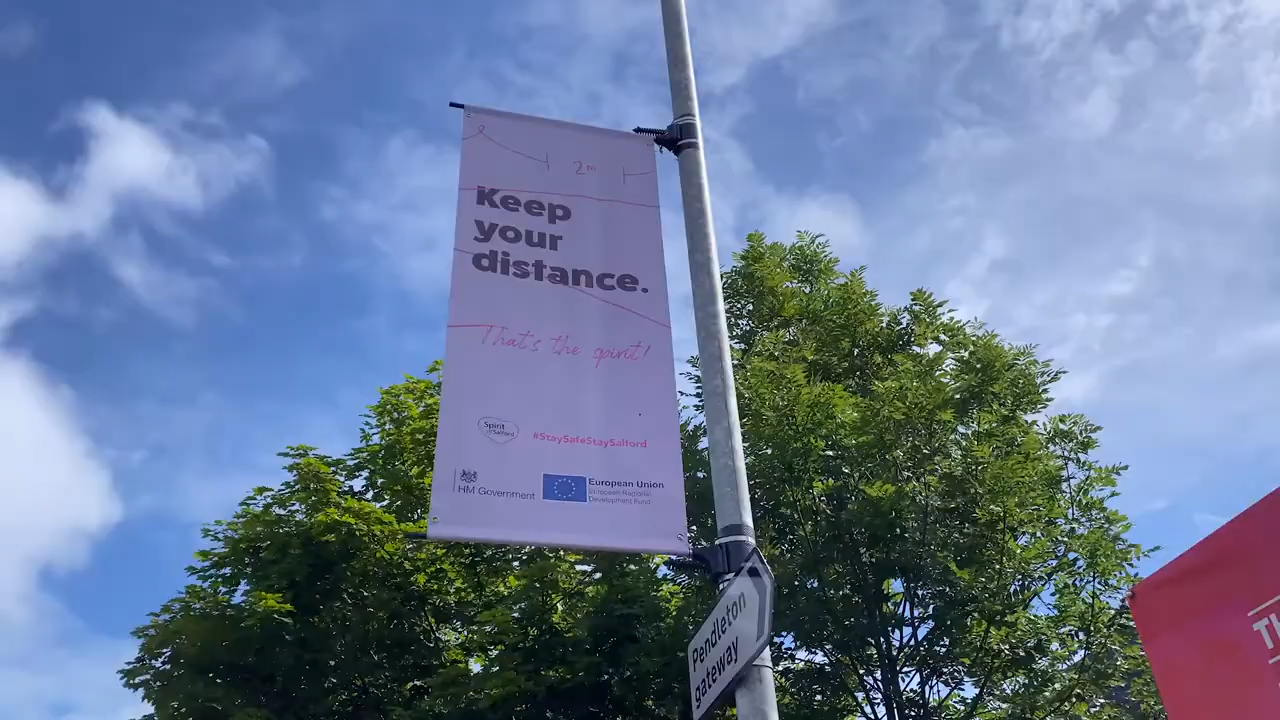 2m
Keep
your
distance.
That's the spirit!
Spirit
of Salford
#StaySafeStaySalford
HM Government
European Union
European Regional
Development Fund
Pendleton
gateway